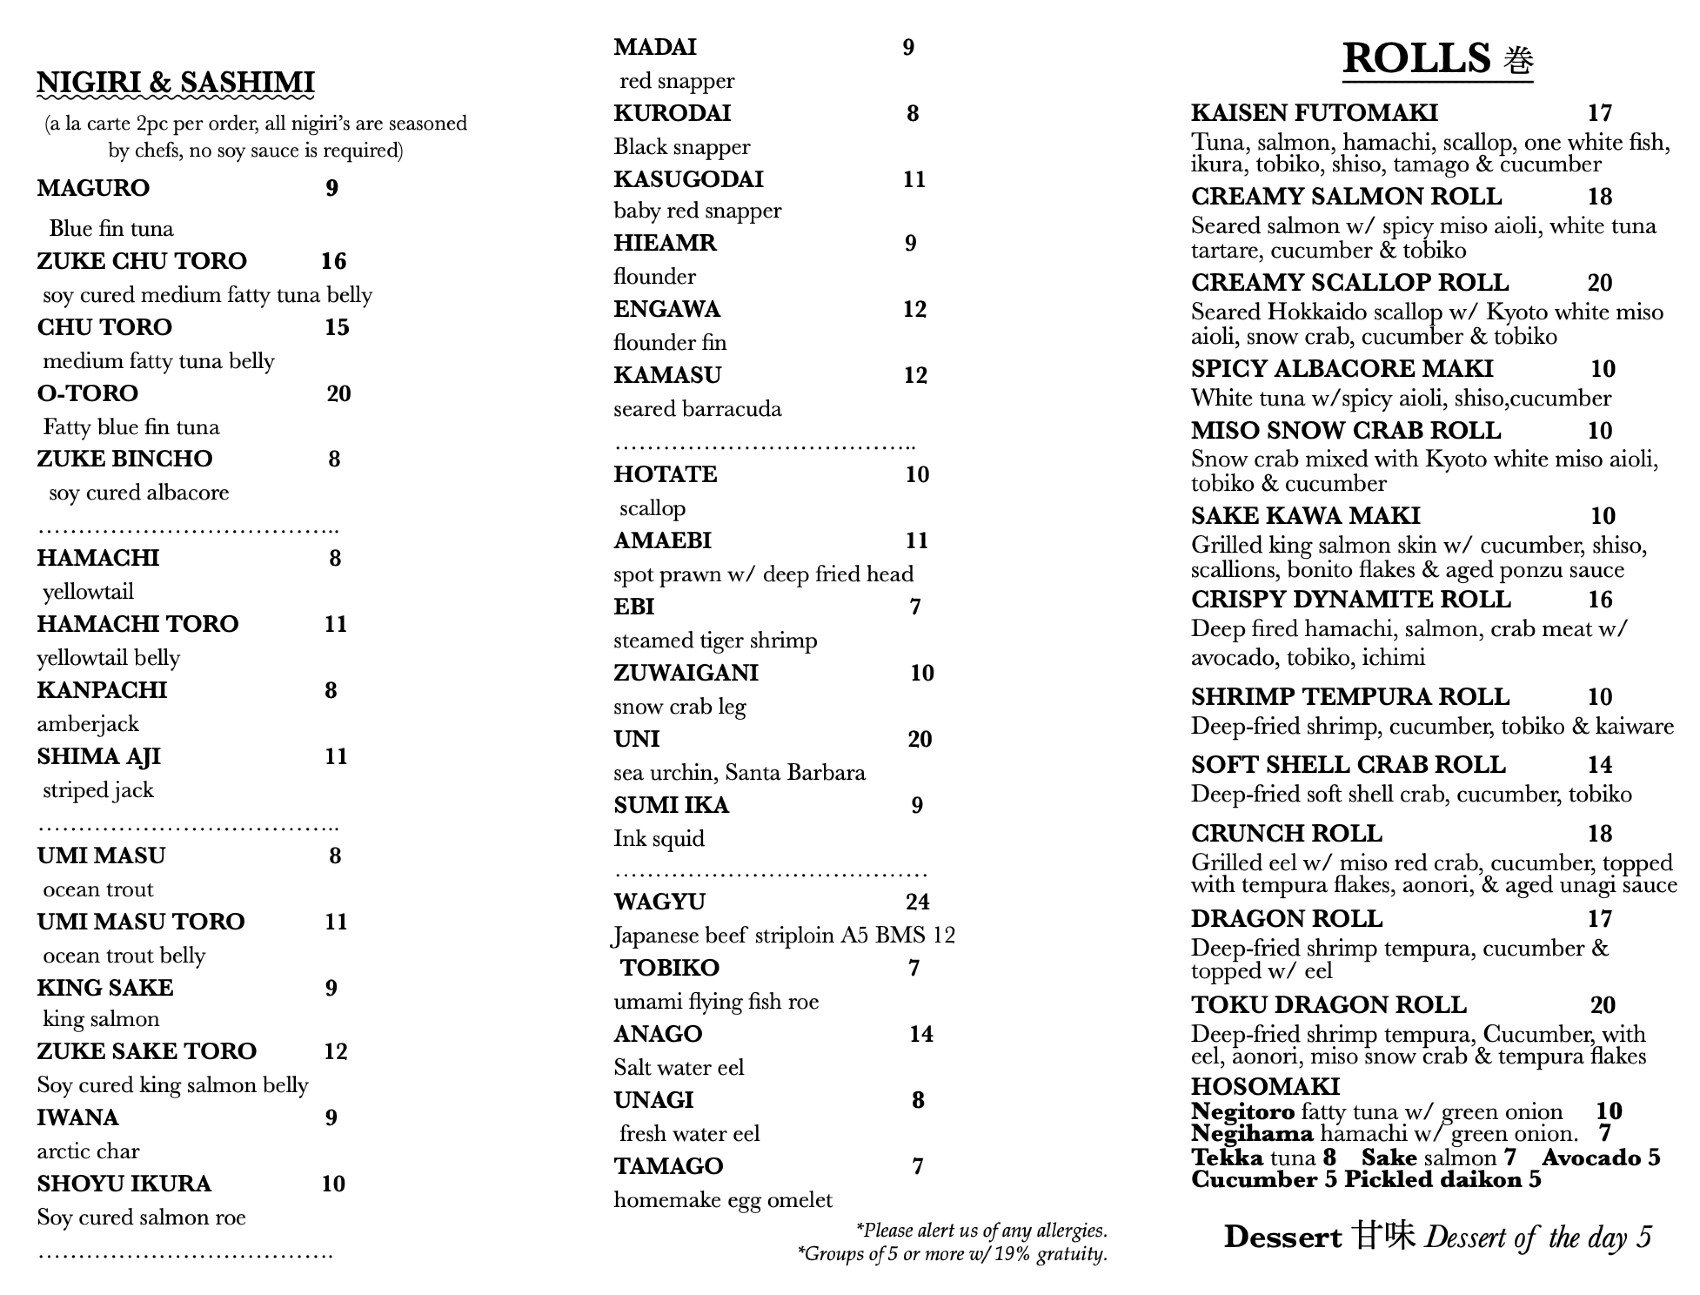 NIGIRI & SASHIMI
(a la carte 2pc per order, all nigiri's are seasoned
by chefs, no soy sauce is required)
MAGURO 9
Blue fin tuna
ZUKE CHU TORO 16
soy cured medium fatty tuna belly
CHU TORO 15
medium fatty tuna belly
O-TORO 20
Fatty blue fin tuna
ZUKE BINCHO 8
soy cured albacore
…………………………………..
HAMACHI 8
yellowtail
HAMACHI TORO 11
yellowtail belly
KANPACHI 8
amberjack
SHIMA AJI 11
striped jack
…………………………………..
UMI MASU 8
ocean trout
UMI MASU TORO 11
ocean trout belly
KING SAKE 9
king salmon
ZUKE SAKE TORO 12
Soy cured king salmon belly
IWANA 9
arctic char
SHOYU IKURA 10
Soy cured salmon roe
………………………………….
MADAI 9
red snapper
KURODAI 8
Black snapper
KASUGODAI 11
baby red snapper
HIEAMR 9
flounder
ENGAWA 12
flounder fin
KAMASU 12
seared barracuda
…………………………………..
HOTATE 10
scallop
AMAEBI 11
spot prawn w/ deep fried head
EBI 7
steamed tiger shrimp
ZUWAIGANI 10
snow crab leg
UNI 20
sea urchin, Santa Barbara
SUMI IKA 9
Ink squid
…………………………………
WAGYU 24
Japanese beef striploin A5 BMS 12
TOBIKO 7
umami flying fish roe
ANAGO 14
Salt water eel
UNAGI 8
fresh water eel
TAMAGO 7
homemake egg omelet
*Please alert us of any allergies.
*Groups of 5 or more w/ 19% gratuity.
ROLLS 巻
KAISEN FUTOMAKI 17
Tuna, salmon, hamachi, scallop, one white fish,
ikura, tobiko, shiso, tamago & cucumber
CREAMY SALMON ROLL 18
Seared salmon w/ spicy miso aioli, white tuna
tartare, cucumber & tobiko
CREAMY SCALLOP ROLL 20
Seared Hokkaido scallop w/ Kyoto white miso
aioli, snow crab, cucumber & tobiko
SPICY ALBACORE MAKI 10
White tuna w/spicy aioli, shiso,cucumber
MISO SNOW CRAB ROLL 10
Snow crab mixed with Kyoto white miso aioli,
tobiko & cucumber
SAKE KAWA MAKI 10
Grilled king salmon skin w/ cucumber, shiso,
scallions, bonito flakes & aged ponzu sauce
CRISPY DYNAMITE ROLL 16
Deep fired hamachi, salmon, crab meat w/
avocado, tobiko, ichimi
SHRIMP TEMPURA ROLL 10
Deep-fried shrimp, cucumber, tobiko & kaiware
SOFT SHELL CRAB ROLL 14
Deep-fried soft shell crab, cucumber, tobiko
CRUNCH ROLL 18
Grilled eel w/ miso red crab, cucumber, topped
with tempura flakes, aonori, & aged unagi sauce
DRAGON ROLL 17
Deep-fried shrimp tempura, cucumber &
topped w/ eel
TOKU DRAGON ROLL 20
Deep-fried shrimp tempura, Cucumber, with
eel, aonori, miso snow crab & tempura flakes
HOSOMAKI
Negitoro fatty tuna w/ green onion 10
Negihama hamachi w/ green onion. 7
Tekka tuna 8 Sake salmon 7 Avocado 5
Cucumber 5 Pickled daikon 5
Dessert 甘味 Dessert of the day 5